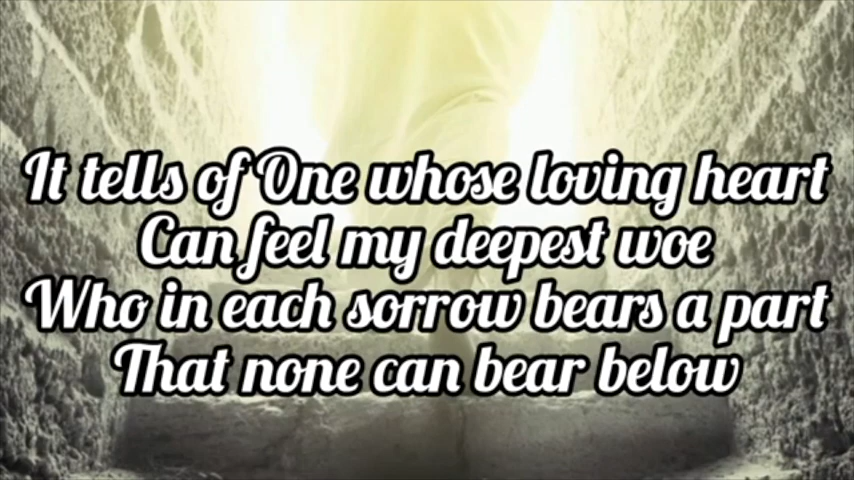 It tells of One whose loving heart
Can feel my deepest woe
Who in each sorrow bears a part
That none can bear below